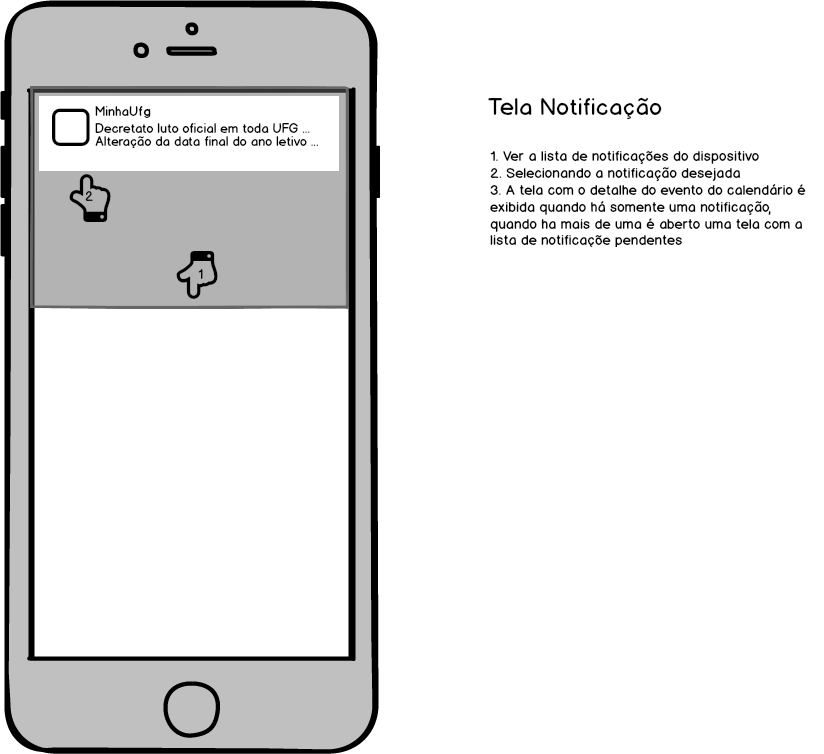 MinhaUfg
Decretato luto oficial em toda UFG ...
Alteração da data final do ano letivo ...
2
1
Tela Notificação
1. Ver a lista de notificações do dispositivo
2. Selecionando a notificação desejada
3. A tela com o detalhe do evento do calendário é
exibida quando há somente uma notificação,
quando ha mais de uma é aberto uma tela com a
lista de notificaçõe pendentes